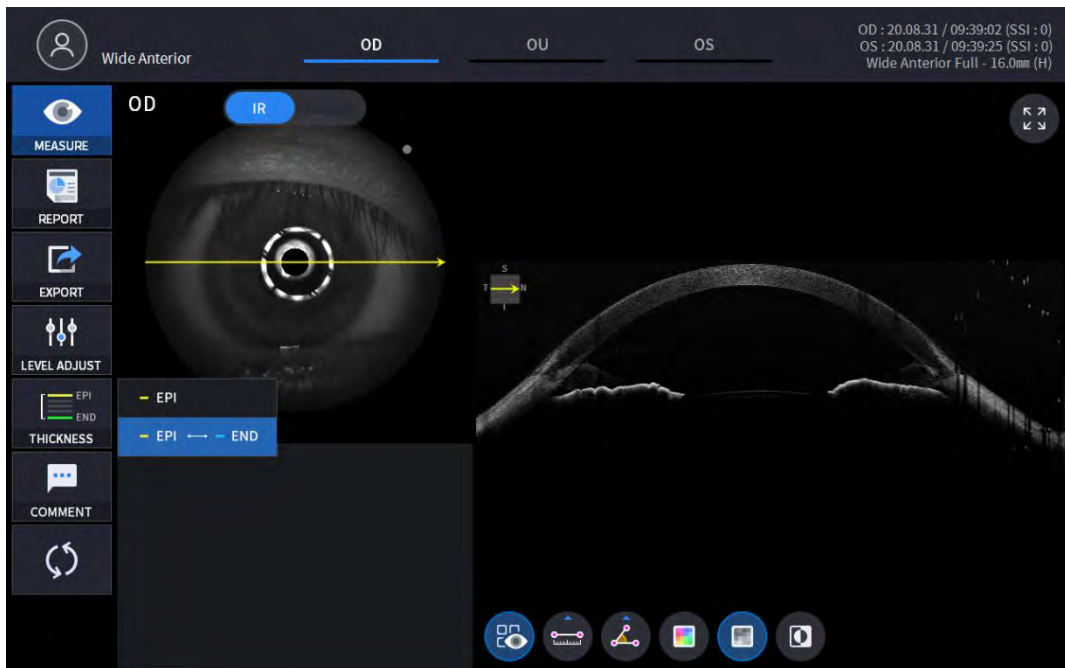 Wide Anterior
OD
OU
OS
OD : 20.08.31 / 09:39:02 (SSI : 0)
OS : 20.08.31 / 09:39:25 (SSI : 0)
Wide Anterior Full - 16.0mm (H)
MEASURE
REPORT
EXPORT
LEVEL ADJUST
EPI
END
THICKNESS
COMMENT
OD
IR
EPI
EPI ⟷ END
S
T N
I